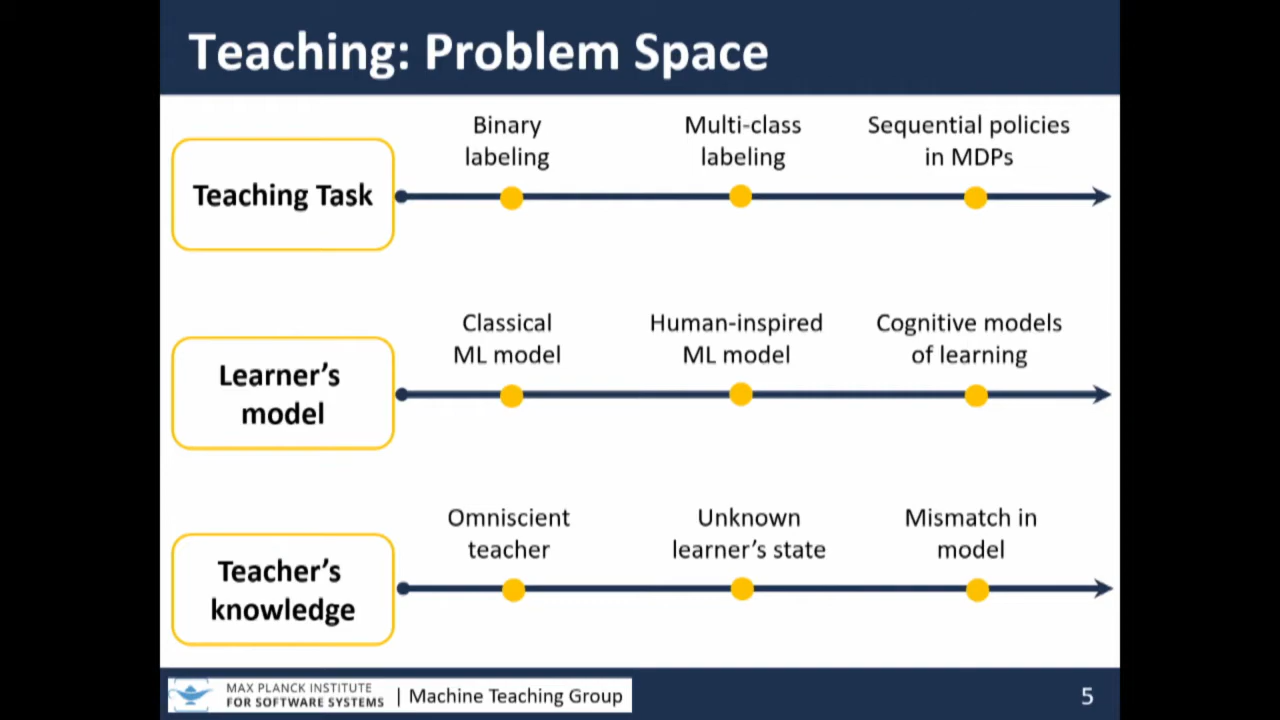 Teaching: Problem Space
Teaching Task
Binary
labeling
Multi-class
labeling
Sequential policies
in MDPs
Learner's
model
Classical
ML model
Human-inspired
ML model
Cognitive models
of learning
Teacher's
knowledge
Omniscient
teacher
Unknown
learner's state
Mismatch in
model
MAX PLANCK INSTITUTE
FOR SOFTWARE SYSTEMS
| Machine Teaching Group
5